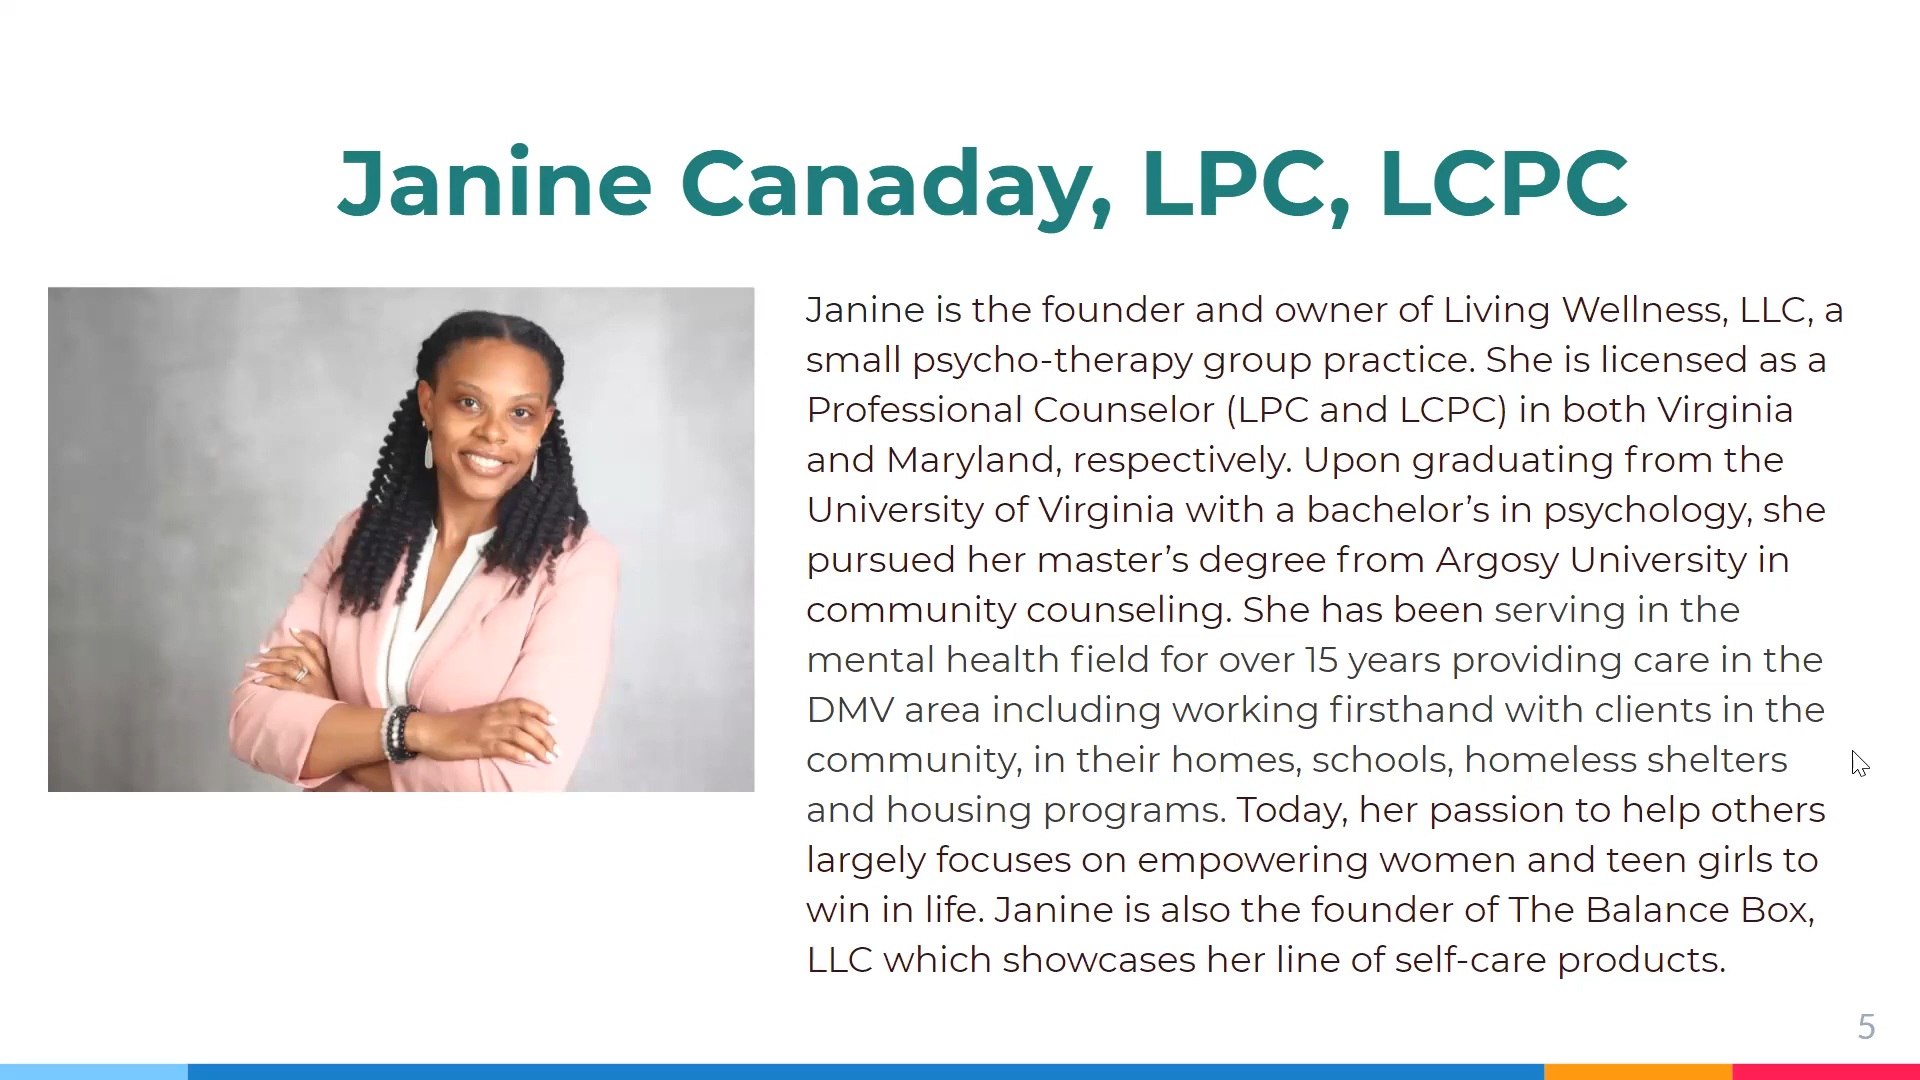 Janine Canaday, LPC, LCPC
Janine is the founder and owner of Living Wellness, LLC, a
small psycho-therapy group practice. She is licensed as a
Professional Counselor (LPC and LCPC) in both Virginia
and Maryland, respectively. Upon graduating from the
University of Virginia with a bachelor’s in psychology, she
pursued her master’s degree from Argosy University in
community counseling. She has been serving in the
mental health field for over 15 years providing care in the
DMV area including working firsthand with clients in the
community, in their homes, schools, homeless shelters
and housing programs. Today, her passion to help others
largely focuses on empowering women and teen girls to
win in life. Janine is also the founder of The Balance Box,
LLC which showcases her line of self-care products.
5